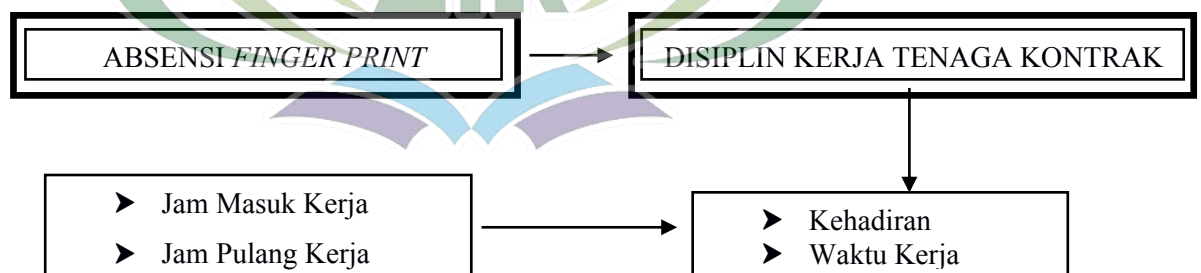 ABSENSI FINGER PRINT
DISIPLIN KERJA TENAGA KONTRAK
➤ Jam Masuk Kerja
➤ Jam Pulang Kerja
➤ Kehadiran
➤ Waktu Kerja